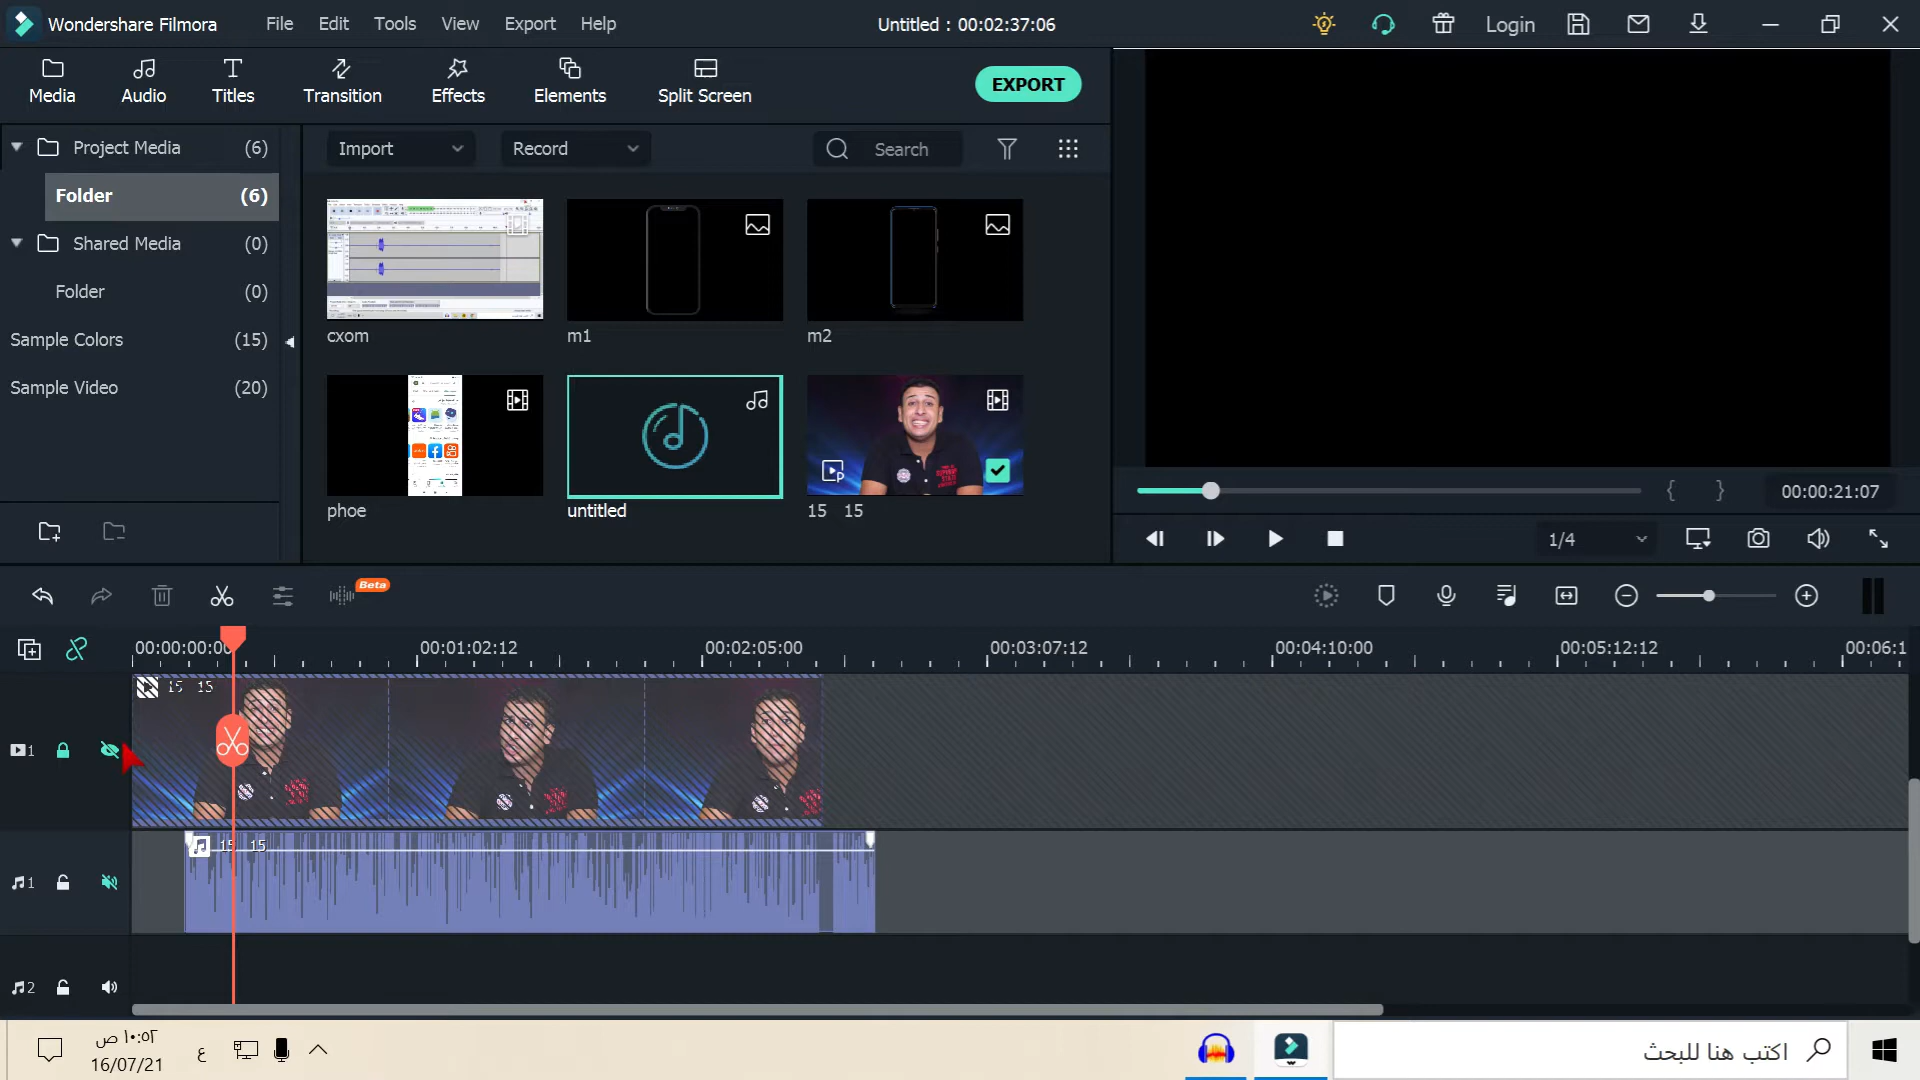 Wondershare Filmora File Edit Tools View Export Help Untitled : 00:02:37:06 Login
Media Audio Titles Transition Effects Elements Split Screen EXPORT
Project Media (6)
Folder (6)
Shared Media (0)
Folder (0)
Sample Colors (15)
Sample Video (20)
Import Record Search
cxom m1 m2
phoe untitled 15 15
00:00:21:07
1/4
Beta
00:00:00:00 00:01:02:12 00:02:05:00 00:03:07:12 00:04:10:00 00:05:12:12 00:06:1
15 15
1
15 15
1
2
١٠:٥٢ ص
16/07/21
ع
اكتب هنا للبحث